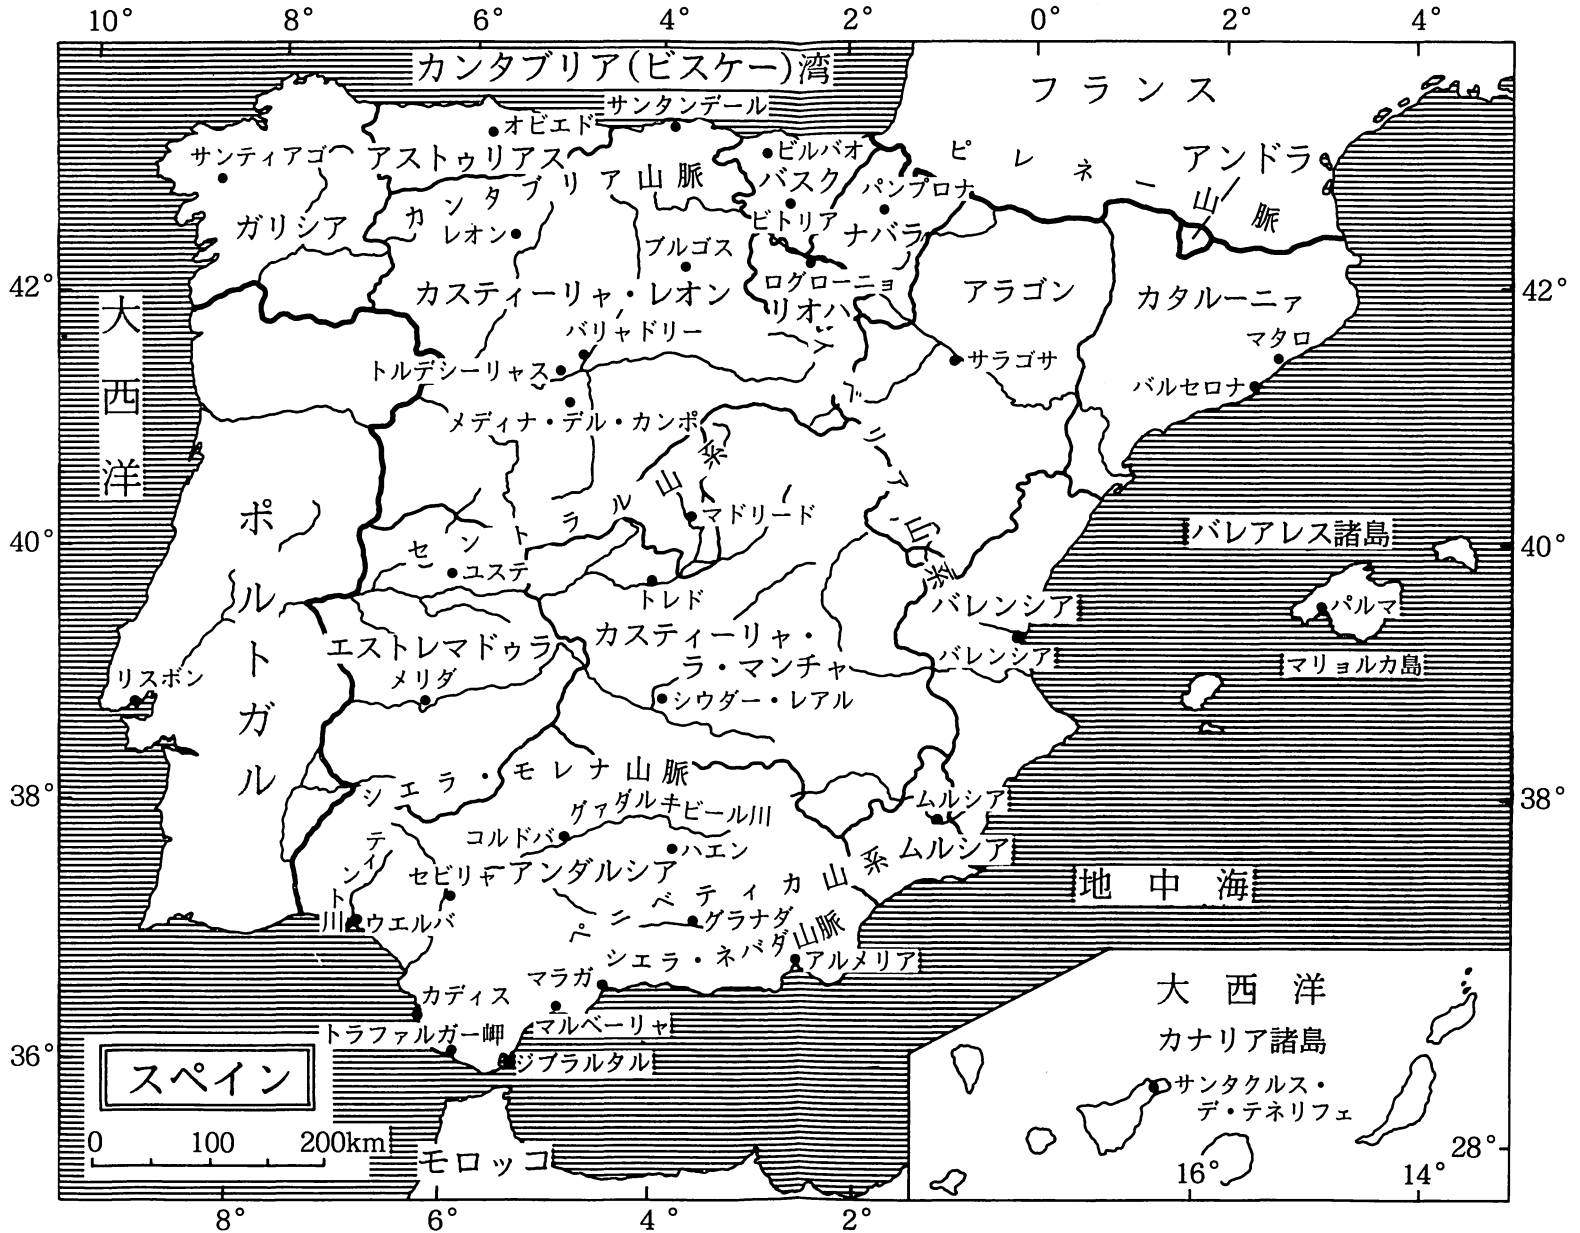 10° 8° 6° 4° 2° 0° 2° 4°
カンタブリア(ビスケー)湾
フランス
サンタンデール
オビエド
アストゥリアス
サンティアゴ
ガリシア
カンタブリア山脈
レオン
ビルバオ
バスク
パンプロナ
ビトリア
ナバラ
ピレネー山脈
アンドラ
ブルゴス
ログローニョ
リオハ
42°
42°
カスティーリャ・レオン
アラゴン
カタルーニァ
大西洋
バリャドリー
マタロ
トルデシーリャス
サラゴサ
バルセロナ
メディナ・デル・カンポ
イベリア山系
セントラル山系
マドリード
ポルトガル
40°
40°
バレアレス諸島
ユステ
トレド
パルマ
バレンシア
カスティーリャ・
ラ・マンチャ
エストレマドゥラ
バレンシア
マリョルカ島
リスボン
メリダ
シウダー・レアル
シエラ・モレナ山脈
38°
38°
グァダルキビール川
ムルシア
コルドバ
ハエン
ムルシア
ティント川
セビリャ
アンダルシア
ペニベティカ山系
地中海
ウエルバ
グラナダ
シエラ・ネバダ山脈
アルメリア
マラガ
カディス
マルベーリャ
トラファルガー岬
ジブラルタル
36°
スペイン
0 100 200km
モロッコ
大西洋
カナリア諸島
サンタクルス・
デ・テネリフェ
28°
16° 14°
8° 6° 4° 2°